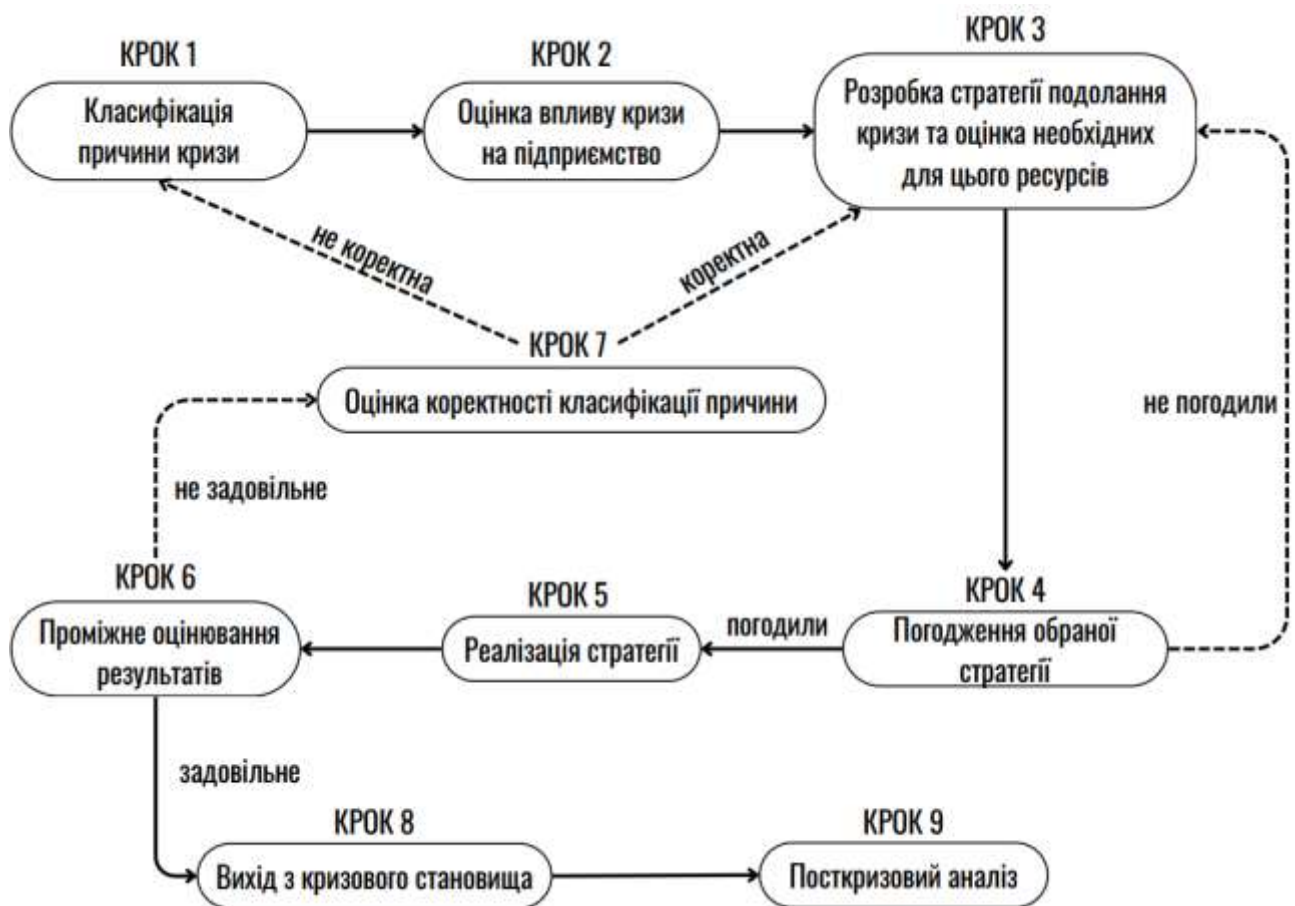 КРОК 1
Класифікація
причини кризи
КРОК 2
Оцінка впливу кризи
на підприємство
КРОК 3
Розробка стратегії подолання
кризи та оцінка необхідних
для цього ресурсів
не коректна
коректна
КРОК 7
Оцінка коректності класифікації причини
не погодили
не задовільне
КРОК 6
Проміжне оцінювання
результатів
КРОК 5
Реалізація стратегії
погодили
КРОК 4
Погодження обраної
стратегії
задовільне
КРОК 8
Вихід з кризового становища
КРОК 9
Посткризовий аналіз